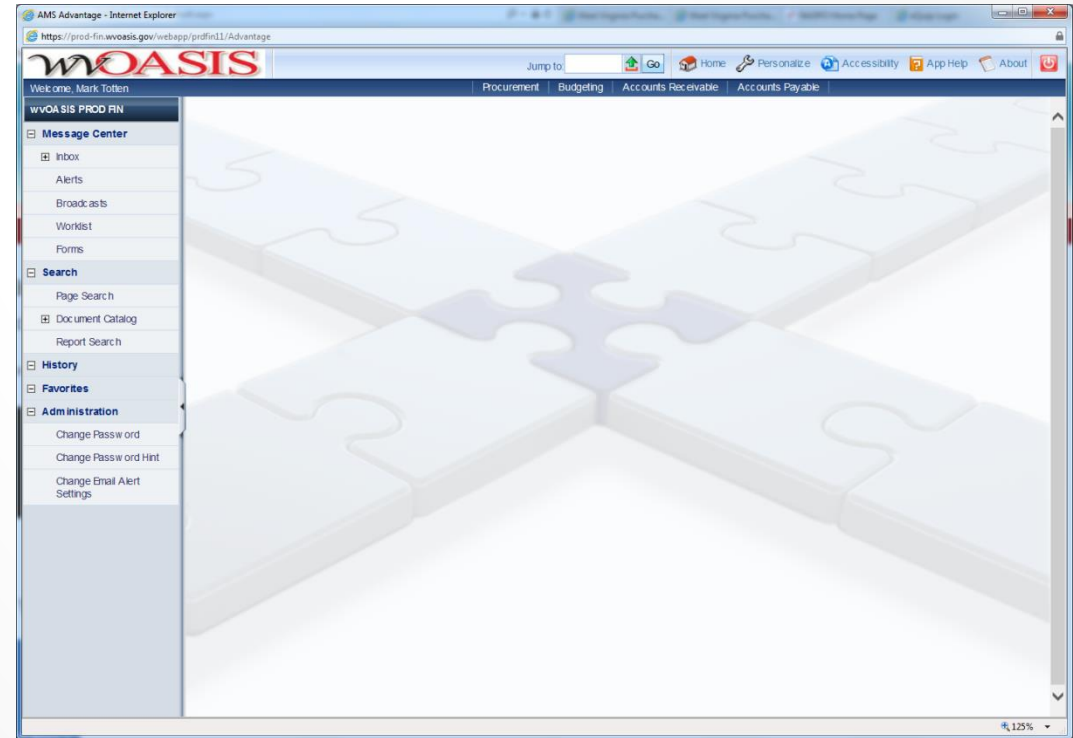 AMS Advantage - Internet Explorer
https://prod-fin.wvoasis.gov/webapp/prdfin11/Advantage
wvOASIS
Jump to: Go Home Personalize Accessibility App Help About
Welcome, Mark Totten
Procurement Budgeting Accounts Receivable Accounts Payable
wvOASIS PROD FIN
Message Center
Inbox
Alerts
Broadcasts
Worklist
Forms
Search
Page Search
Document Catalog
Report Search
History
Favorites
Administration
Change Password
Change Password Hint
Change Email Alert
Settings
125%